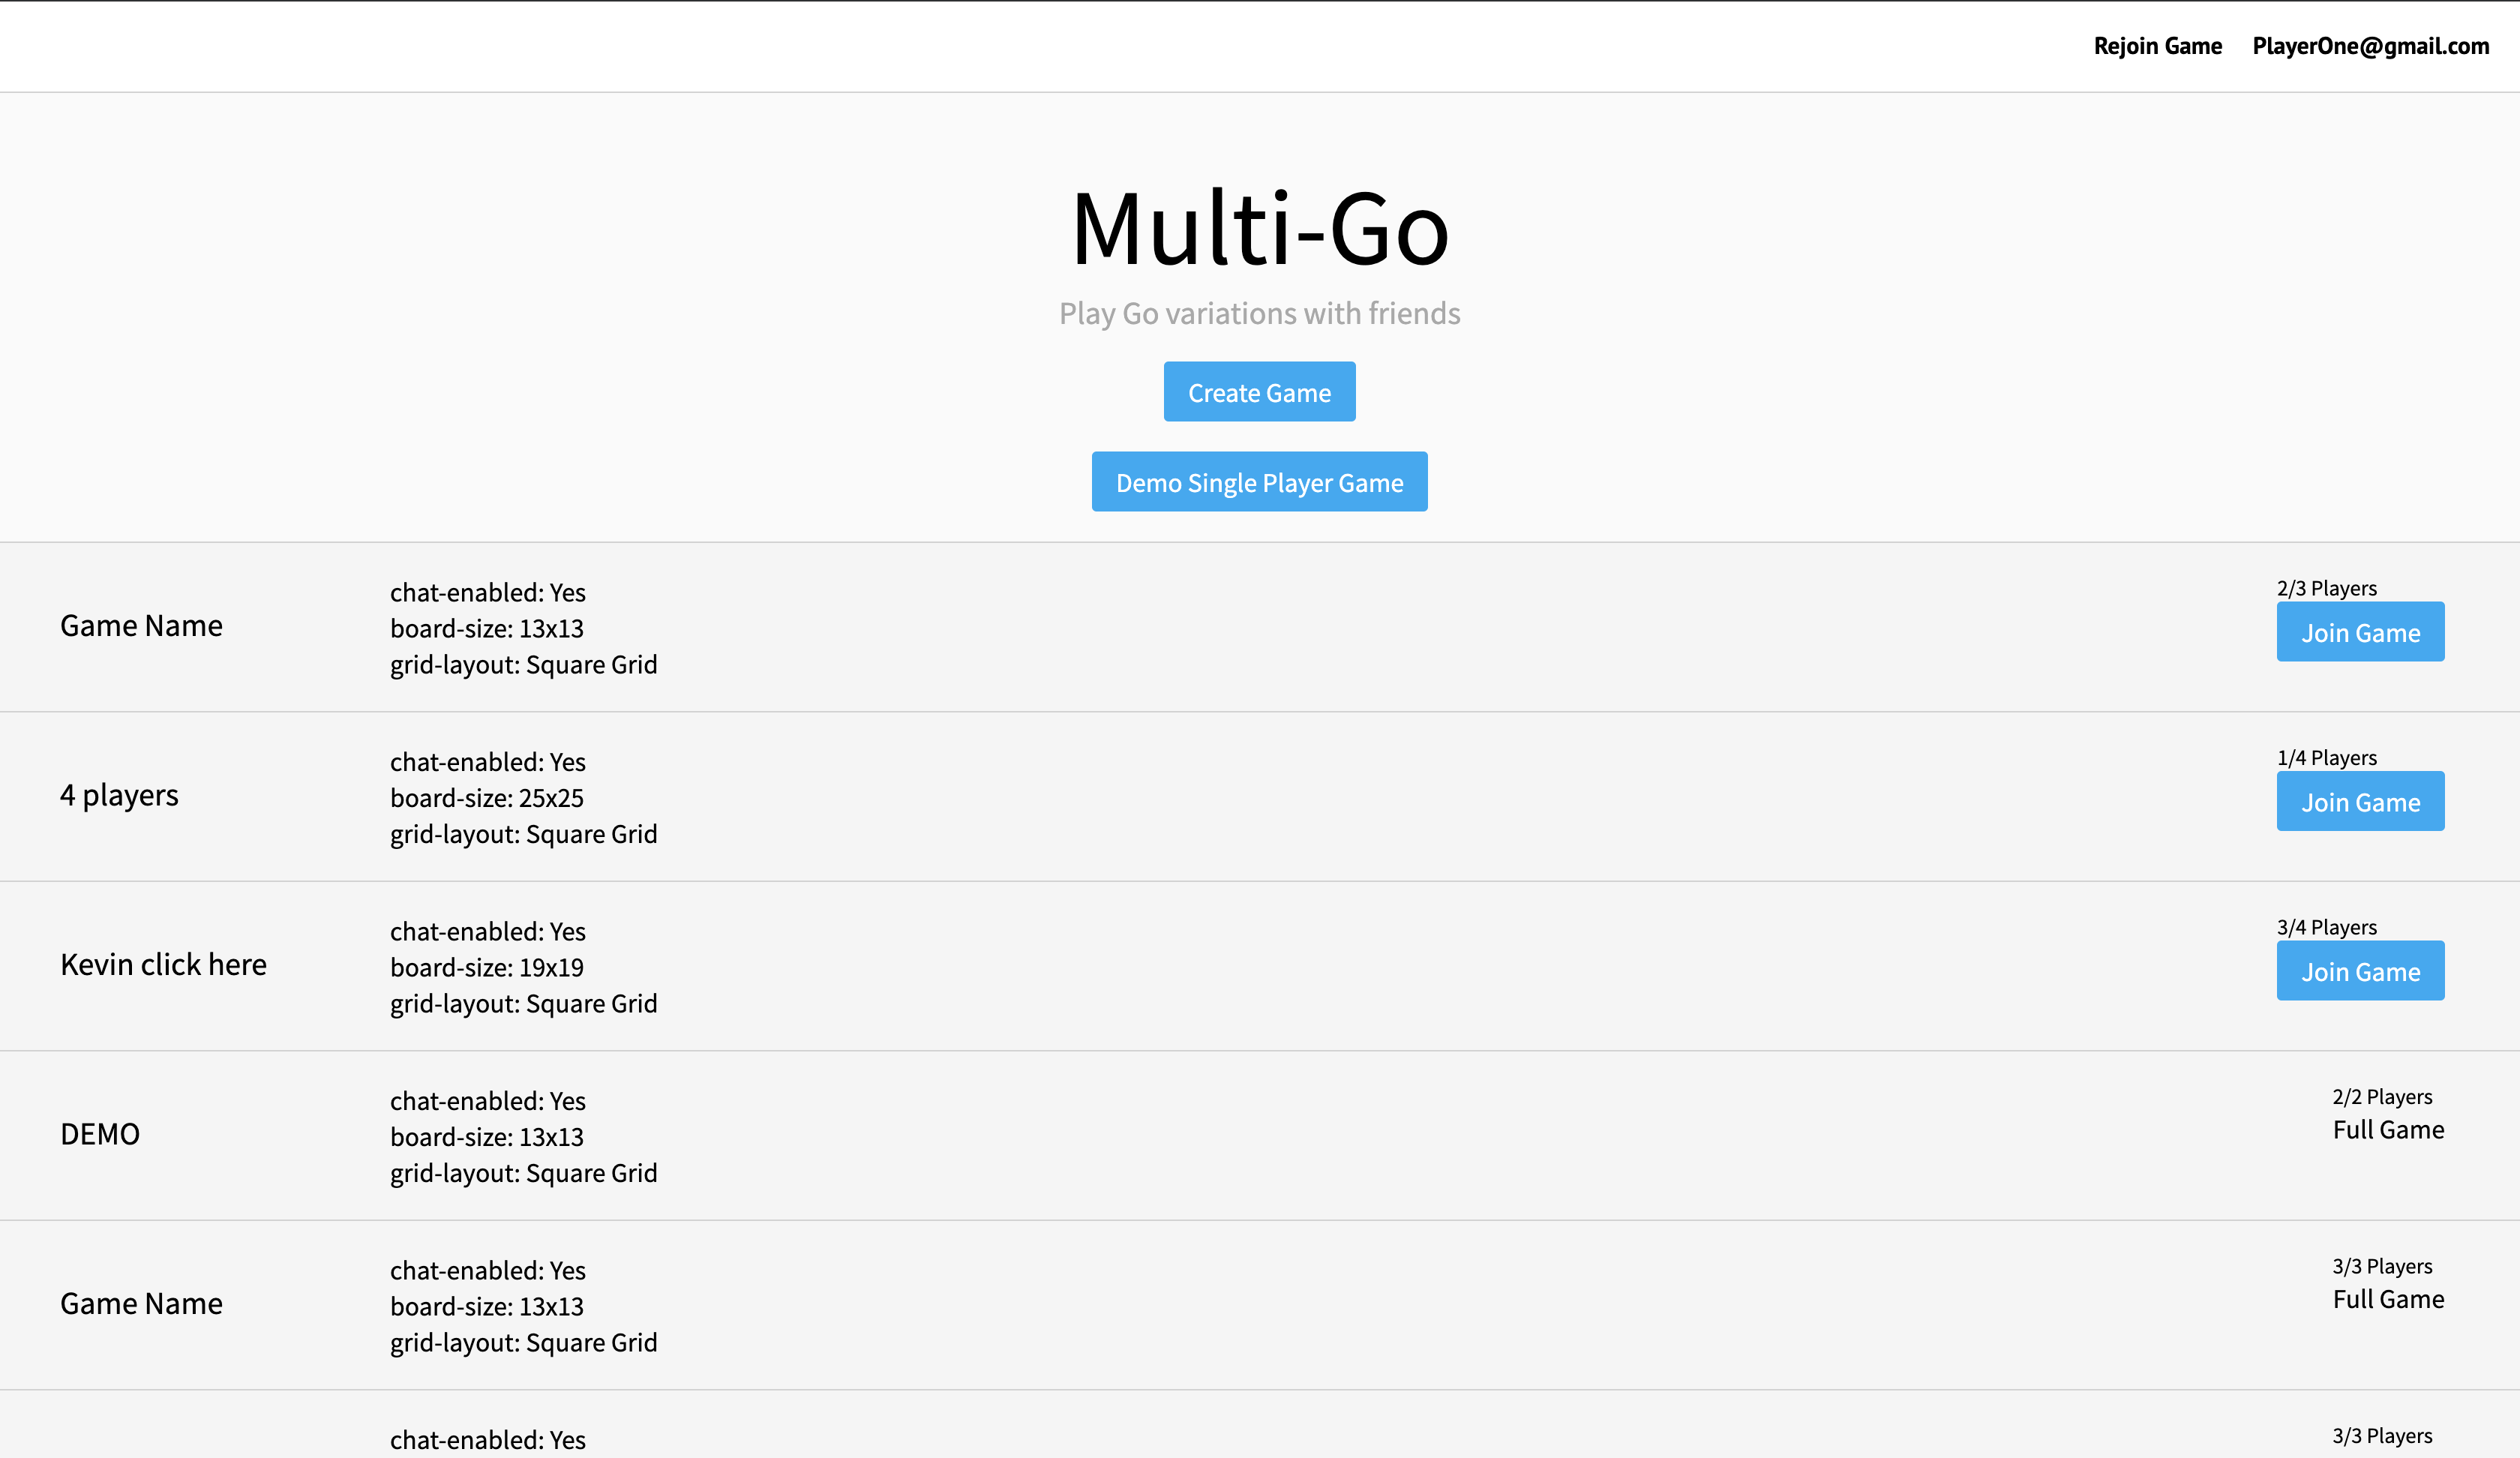 Rejoin Game PlayerOne@gmail.com
Multi-Go
Play Go variations with friends
Create Game
Demo Single Player Game
Game Name
chat-enabled: Yes
board-size: 13x13
grid-layout: Square Grid
2/3 Players
Join Game
4 players
chat-enabled: Yes
board-size: 25x25
grid-layout: Square Grid
1/4 Players
Join Game
Kevin click here
chat-enabled: Yes
board-size: 19x19
grid-layout: Square Grid
3/4 Players
Join Game
DEMO
chat-enabled: Yes
board-size: 13x13
grid-layout: Square Grid
2/2 Players
Full Game
Game Name
chat-enabled: Yes
board-size: 13x13
grid-layout: Square Grid
3/3 Players
Full Game
chat-enabled: Yes
3/3 Players